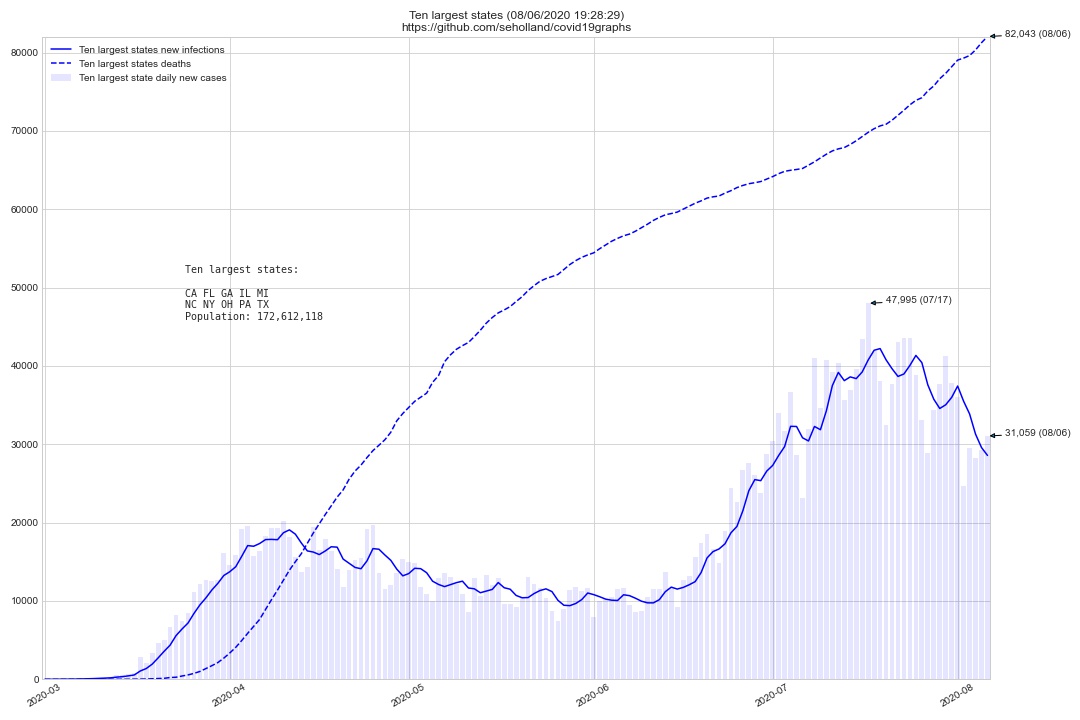 Ten largest states (08/06/2020 19:28:29)
https://github.com/seholland/covid19graphs
Ten largest states new infections
Ten largest states deaths
Ten largest state daily new cases
82,043 (08/06)
80000
70000
60000
50000
40000
30000
20000
10000
0
Ten largest states:
CA FL GA IL MI
NC NY OH PA TX
Population: 172,612,118
47,995 (07/17)
31,059 (08/06)
2020-03
2020-04
2020-05
2020-06
2020-07
2020-08